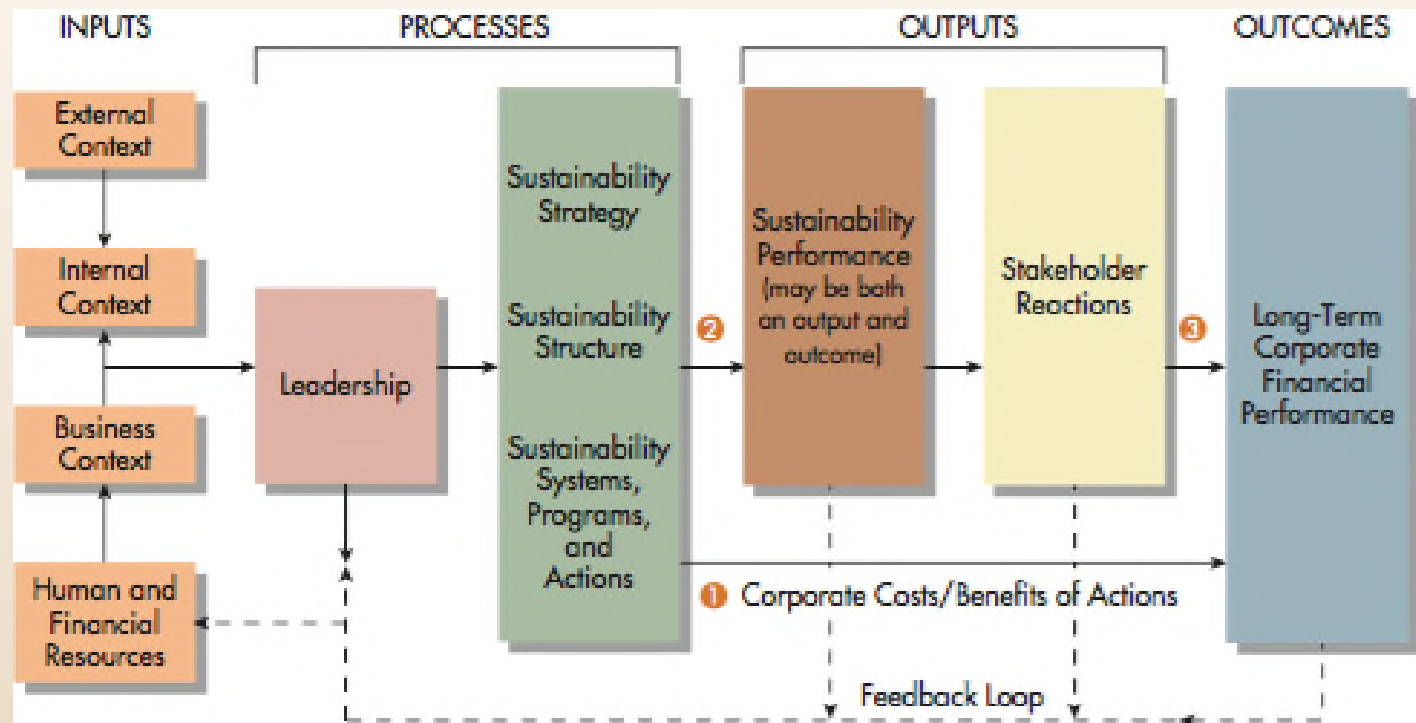 INPUTS
PROCESSES
OUTPUTS
OUTCOMES
External
Context
Internal
Context
Business
Context
Human and
Financial
Resources
Leadership
Sustainability
Strategy
Sustainability
Structure
Sustainability
Systems,
Programs,
and
Actions
2
Sustainability
Performance
(may be both
an output and
outcome)
Stakeholder
Reactions
3
Long-Term
Corporate
Financial
Performance
1 Corporate Costs/Benefits of Actions
Feedback Loop